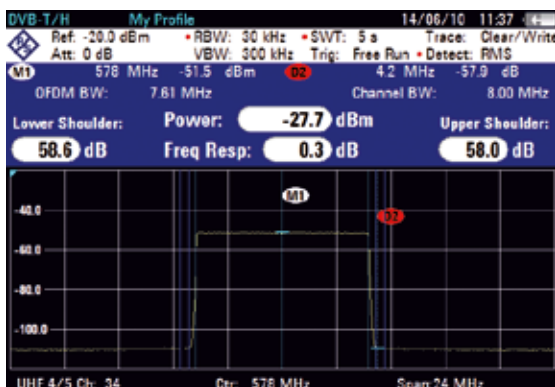 DVB-T/H My Profile 14/06/10 11:37
Ref: -20.0 dBm • RBW: 30 kHz • SWT: 5 s Trace: Clear/Write
Att: 0 dB VBW: 300 kHz Trig: Free Run • Detect: RMS
M1 578 MHz -51.5 dBm D2 4.2 MHz -57.9 dB
OFDM BW: 7.61 MHz Channel BW: 8.00 MHz
Lower Shoulder: Power: -27.7 dBm Upper Shoulder:
58.6 dB Freq Resp: 0.3 dB 58.0 dB
M1
D2
-40.0
-60.0
-80.0
-100.0
UHF 4/5 Ch: 34 Ctr: 578 MHz Span: 24 MHz